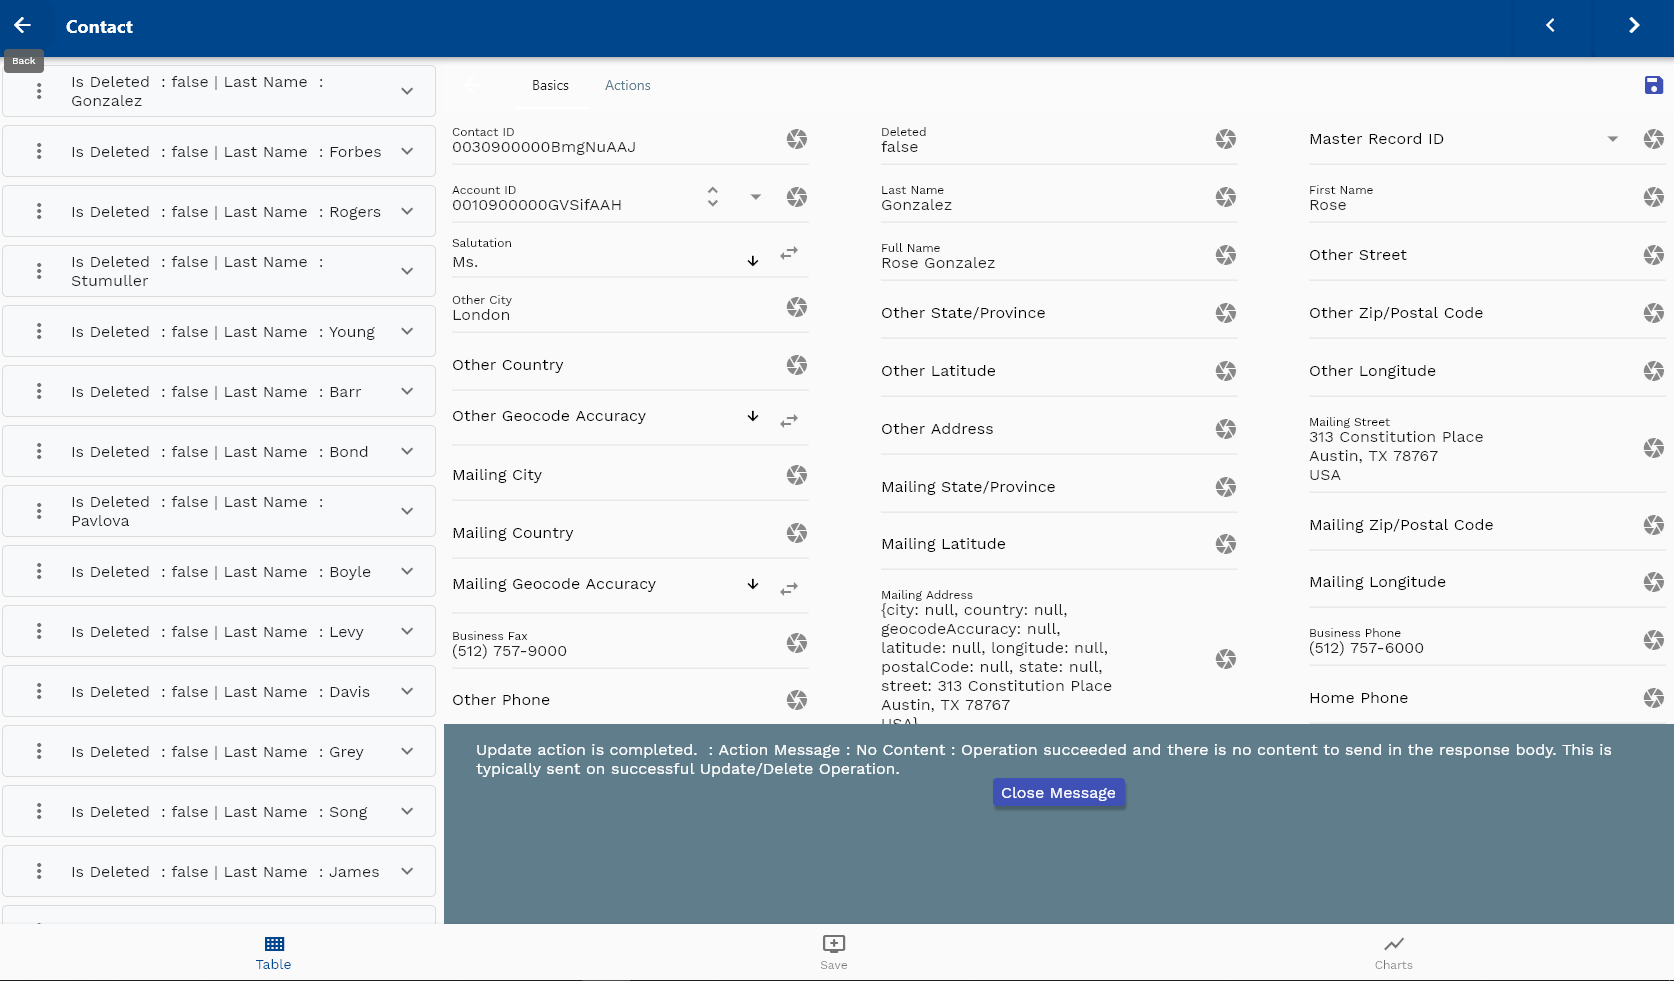 Contact
Back
Is Deleted : false | Last Name :
Gonzalez
Is Deleted : false | Last Name : Forbes
Is Deleted : false | Last Name : Rogers
Is Deleted : false | Last Name :
Stumuller
Is Deleted : false | Last Name : Young
Is Deleted : false | Last Name : Barr
Is Deleted : false | Last Name : Bond
Is Deleted : false | Last Name :
Pavlova
Is Deleted : false | Last Name : Boyle
Is Deleted : false | Last Name : Levy
Is Deleted : false | Last Name : Davis
Is Deleted : false | Last Name : Grey
Is Deleted : false | Last Name : Song
Is Deleted : false | Last Name : James
Basics
Actions
Contact ID
0030900000BmgNuAAJ
Account ID
0010900000GVSifAAH
Salutation
Ms.
Other City
London
Other Country
Other Geocode Accuracy
Mailing City
Mailing Country
Mailing Geocode Accuracy
Business Fax
(512) 757-9000
Other Phone
Deleted
false
Last Name
Gonzalez
Full Name
Rose Gonzalez
Other State/Province
Other Latitude
Other Address
Mailing State/Province
Mailing Latitude
Mailing Address
{city: null, country: null,
geocodeAccuracy: null,
latitude: null, longitude: null,
postalCode: null, state: null,
street: 313 Constitution Place
Austin, TX 78767
USA}
Master Record ID
First Name
Rose
Other Street
Other Zip/Postal Code
Other Longitude
Mailing Street
313 Constitution Place
Austin, TX 78767
USA
Mailing Zip/Postal Code
Mailing Longitude
Business Phone
(512) 757-6000
Home Phone
Update action is completed. : Action Message : No Content : Operation succeeded and there is no content to send in the response body. This is
typically sent on successful Update/Delete Operation.
Close Message
Table
Save
Charts